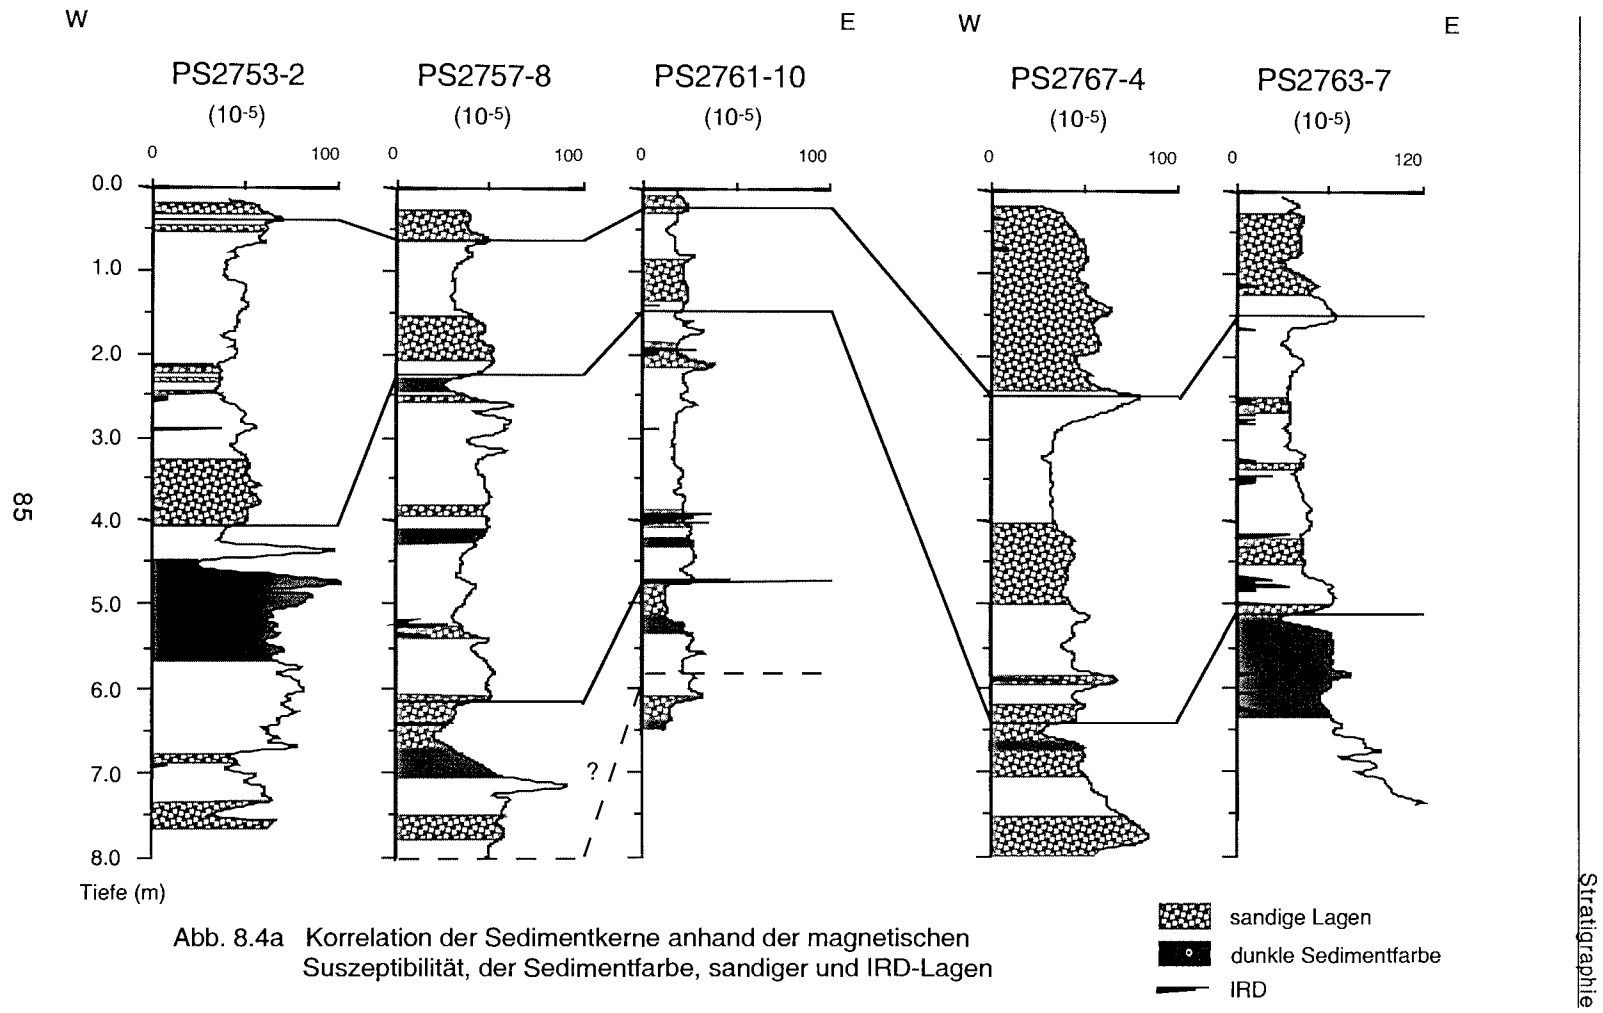 W E W E
PS2753-2 PS2757-8 PS2761-10 PS2767-4 PS2763-7
(10-5) (10-5) (10-5) (10-5) (10-5)
0 100 0 100 0 100 0 100 0 120
0.0
1.0
2.0
3.0
4.0
5.0
6.0
7.0
8.0
?
Tiefe (m)
Abb. 8.4a Korrelation der Sedimentkerne anhand der magnetischen
Suszeptibilität, der Sedimentfarbe, sandiger und IRD-Lagen
sandige Lagen
dunkle Sedimentfarbe
IRD
85
Stratigraphie